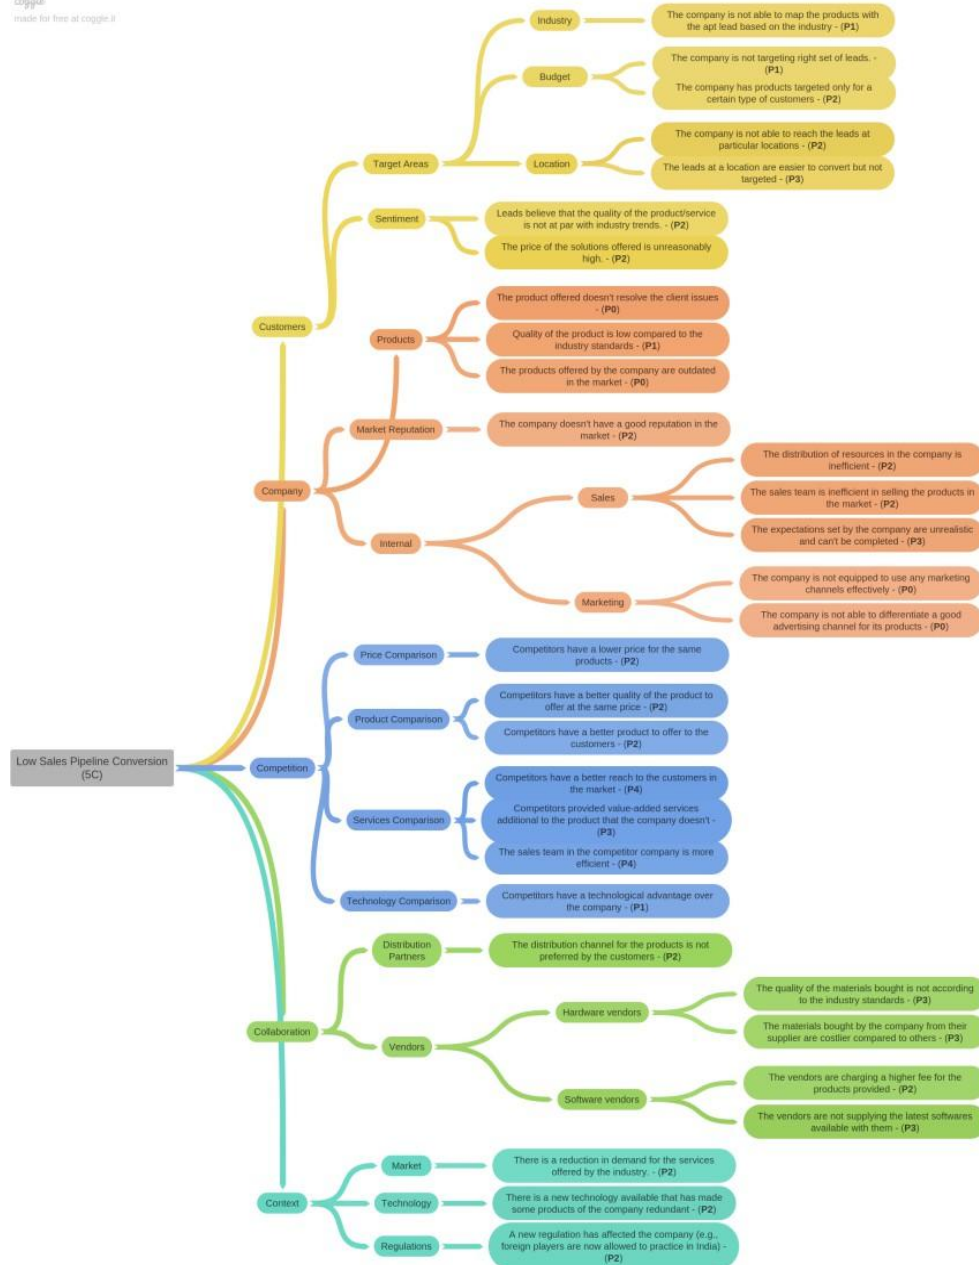 coggle
made for free at coggle.it
Industry
The company is not able to map the products with
the apt lead based on the industry - (P1)
Budget
The company is not targeting right set of leads. -
(P1)
The company has products targeted only for a
certain type of customers - (P2)
Target Areas
Location
The company is not able to reach the leads at
particular locations - (P2)
The leads at a location are easier to convert but not
targeted - (P3)
Sentiment
Leads believe that the quality of the product/service
is not at par with industry trends. - (P2)
The price of the solutions offered is unreasonably
high. - (P2)
Customers
Products
The product offered doesn't resolve the client issues
- (P0)
Quality of the product is low compared to the
industry standards - (P1)
The products offered by the company are outdated
in the market - (P0)
Market Reputation
The company doesn't have a good reputation in the
market - (P2)
Company
Internal
Sales
The distribution of resources in the company is
inefficient - (P2)
The sales team is inefficient in selling the products in
the market - (P2)
The expectations set by the company are unrealistic
and can't be completed - (P3)
Marketing
The company is not equipped to use any marketing
channels effectively - (P0)
The company is not able to differentiate a good
advertising channel for its products - (P0)
Low Sales Pipeline Conversion
(5C)
Competition
Price Comparison
Competitors have a lower price for the same
products - (P2)
Product Comparison
Competitors have a better quality of the product to
offer at the same price - (P2)
Competitors have a better product to offer to the
customers - (P2)
Services Comparison
Competitors have a better reach to the customers in
the market - (P4)
Competitors provided value-added services
additional to the product that the company doesn't -
(P3)
The sales team in the competitor company is more
efficient - (P4)
Technology Comparison
Competitors have a technological advantage over
the company - (P1)
Collaboration
Distribution
Partners
The distribution channel for the products is not
preferred by the customers - (P2)
Vendors
Hardware vendors
The quality of the materials bought is not according
to the industry standards - (P3)
The materials bought by the company from their
supplier are costlier compared to others - (P3)
Software vendors
The vendors are charging a higher fee for the
products provided - (P2)
The vendors are not supplying the latest softwares
available with them - (P3)
Context
Market
There is a reduction in demand for the services
offered by the industry. - (P2)
Technology
There is a new technology available that has made
some products of the company redundant - (P2)
Regulations
A new regulation has affected the company (e.g.,
foreign players are now allowed to practice in India) -
(P2)